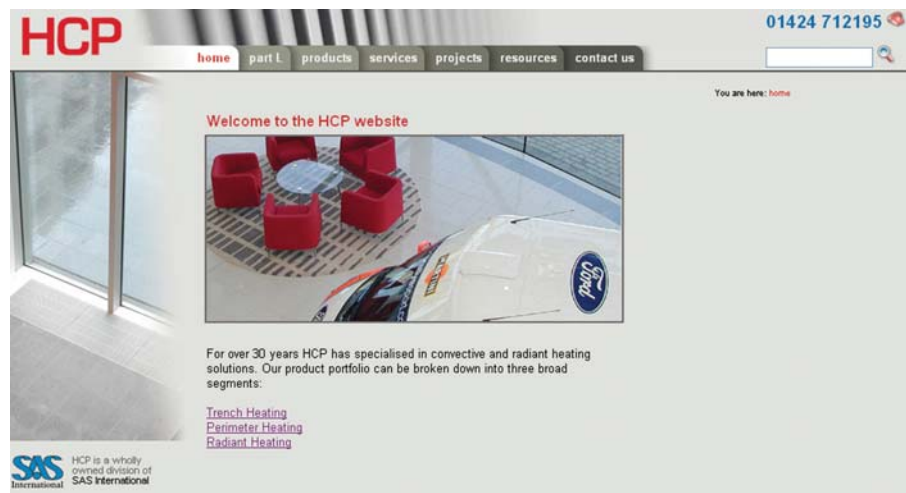 HCP
01424 712195
home part L products services projects resources contact us
You are here: home
Welcome to the HCP website
Ford
For over 30 years HCP has specialised in convective and radiant heating
solutions. Our product portfolio can be broken down into three broad
segments:
Trench Heating
Perimeter Heating
Radiant Heating
SAS
International
HCP is a wholly
owned division of
SAS International